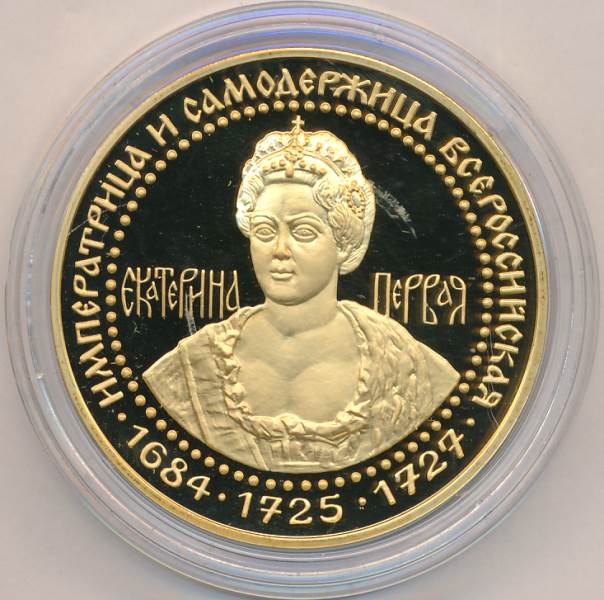 ИМПЕРАТРИЦА И САМОДЕРЖИЦА ВСЕРОССИЙСКАЯ
ЕКАТЕРИНА ПЕРВАЯ
· 1684 · 1725 · 1727 ·